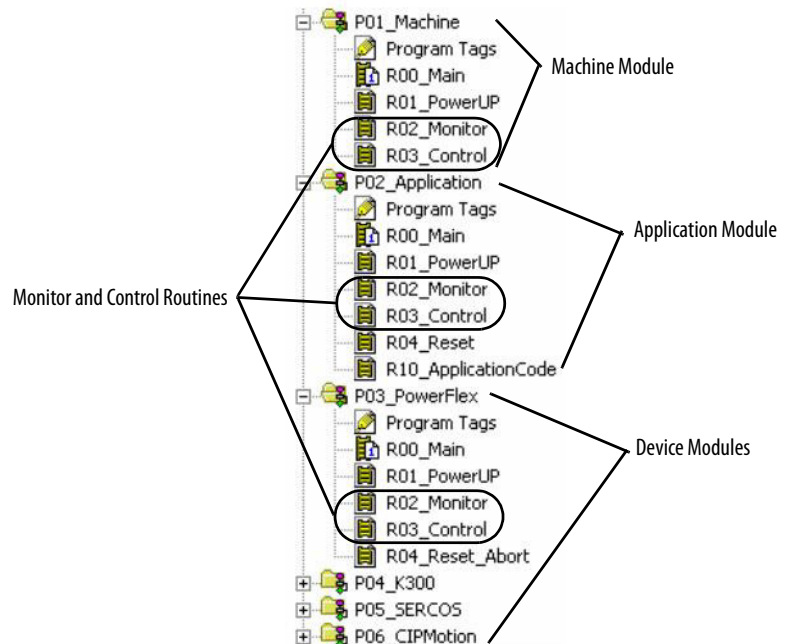 P01_Machine
Program Tags
R00_Main
R01_PowerUP
R02_Monitor
R03_Control
Machine Module
P02_Application
Program Tags
R00_Main
R01_PowerUP
R02_Monitor
R03_Control
R04_Reset
R10_ApplicationCode
Application Module
Monitor and Control Routines
P03_PowerFlex
Program Tags
R00_Main
R01_PowerUP
R02_Monitor
R03_Control
R04_Reset_Abort
Device Modules
P04_K300
P05_SERCOS
P06_CIPMotion